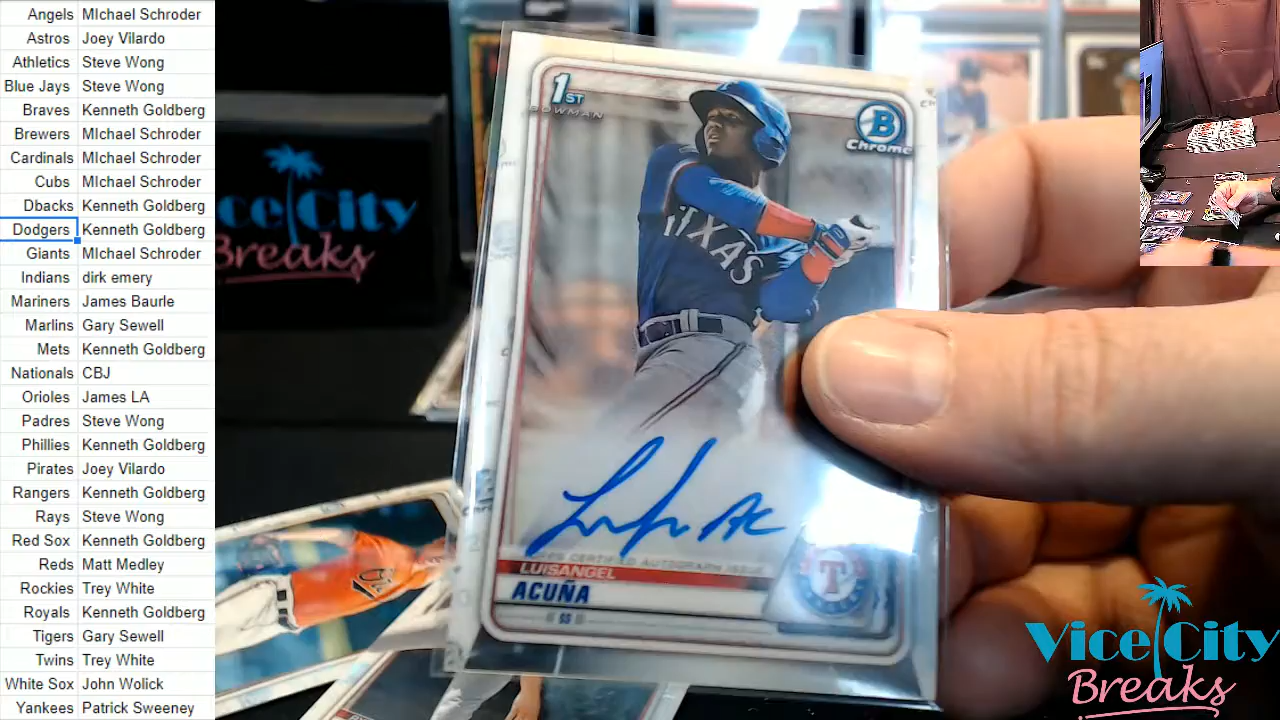 Angels MIchael Schroder
Astros Joey Vilardo
Athletics Steve Wong
Blue Jays Steve Wong
Braves Kenneth Goldberg
Brewers MIchael Schroder
Cardinals MIchael Schroder
Cubs MIchael Schroder
Dbacks Kenneth Goldberg
Dodgers Kenneth Goldberg
Giants MIchael Schroder
Indians dirk emery
Mariners James Baurle
Marlins Gary Sewell
Mets Kenneth Goldberg
Nationals CBJ
Orioles James LA
Padres Steve Wong
Phillies Kenneth Goldberg
Pirates Joey Vilardo
Rangers Kenneth Goldberg
Rays Steve Wong
Red Sox Kenneth Goldberg
Reds Matt Medley
Rockies Trey White
Royals Kenneth Goldberg
Tigers Gary Sewell
Twins Trey White
White Sox John Wolick
Yankees Patrick Sweeney
ce City
Breaks
1ST
BOWMAN
B
Chrome
TEXAS
CERTIFIED AUTOGRAPH ISSUE
LUISANGEL
ACUÑA
SS
T
Vice City
Breaks